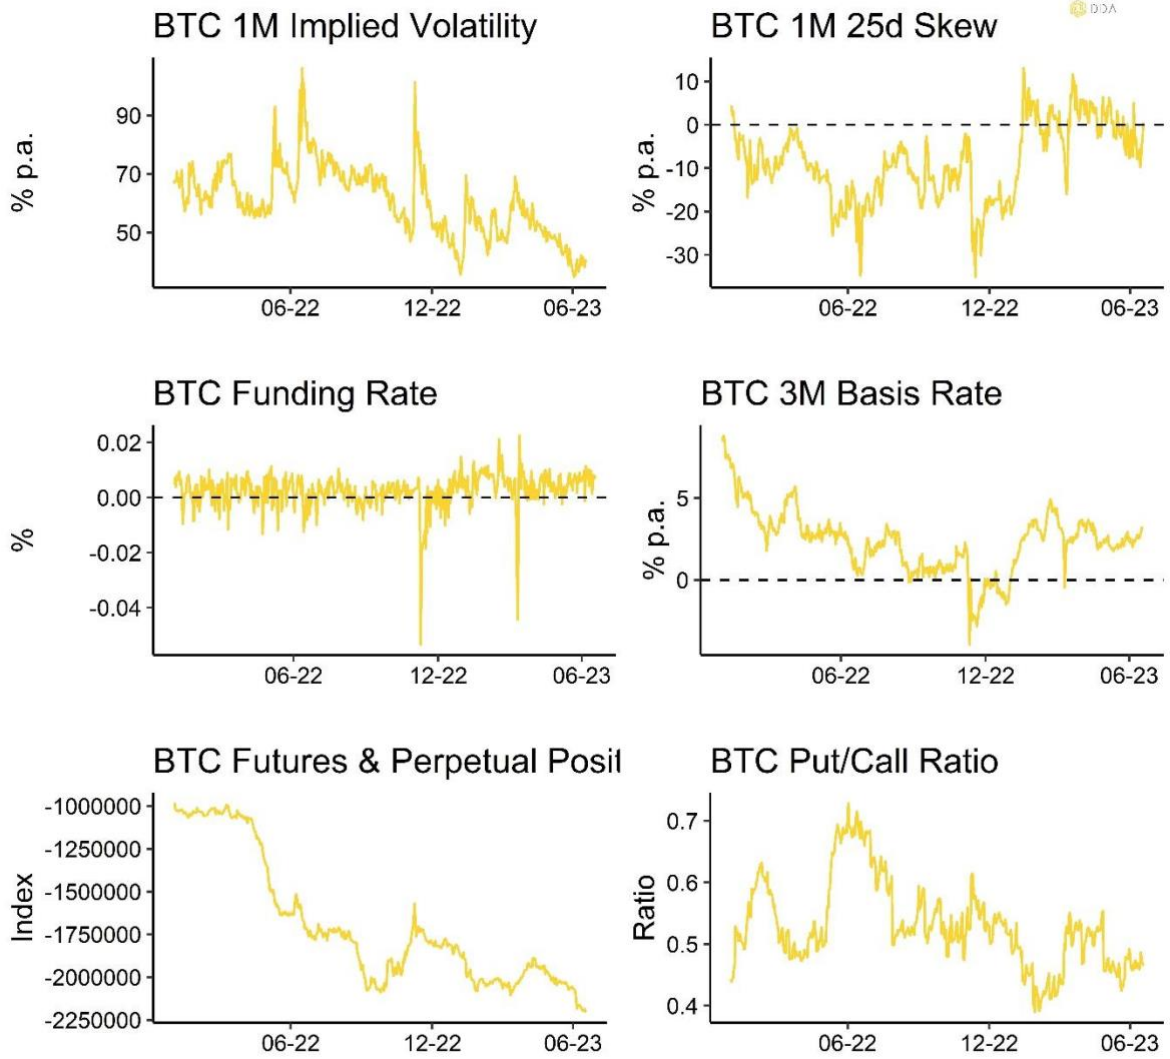 DDA
BTC 1M Implied Volatility
% p.a.
90
70
50
06-22 12-22 06-23
BTC 1M 25d Skew
% p.a.
10
0
-10
-20
-30
06-22 12-22 06-23
BTC Funding Rate
%
0.02
0.00
-0.02
-0.04
06-22 12-22 06-23
BTC 3M Basis Rate
% p.a.
5
0
06-22 12-22 06-23
BTC Futures & Perpetual Posit
Index
-1000000
-1250000
-1500000
-1750000
-2000000
-2250000
06-22 12-22 06-23
BTC Put/Call Ratio
Ratio
0.7
0.6
0.5
0.4
06-22 12-22 06-23